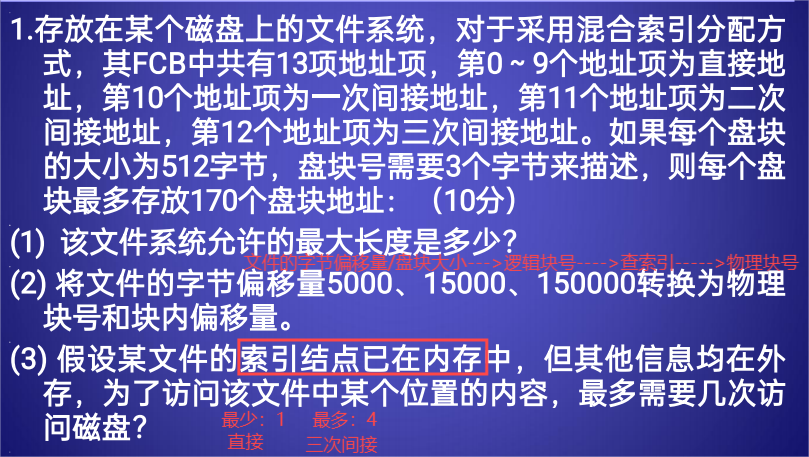 1.存放在某个磁盘上的文件系统，对于采用混合索引分配方
式，其FCB中共有13项地址项，第0～9个地址项为直接地
址，第10个地址项为一次间接地址，第11个地址项为二次
间接地址，第12个地址项为三次间接地址。如果每个盘块
的大小为512字节，盘块号需要3个字节来描述，则每个盘
块最多存放170个盘块地址：（10分）
(1) 该文件系统允许的最大长度是多少？
文件的字节偏移量/盘块大小--->逻辑块号---->查索引----->物理块号
(2) 将文件的字节偏移量5000、15000、150000转换为物理
块号和块内偏移量。
(3) 假设某文件的索引结点已在内存中，但其他信息均在外
存，为了访问该文件中某个位置的内容，最多需要几次访
问磁盘？
最少：1 最多：4
直接 三次间接